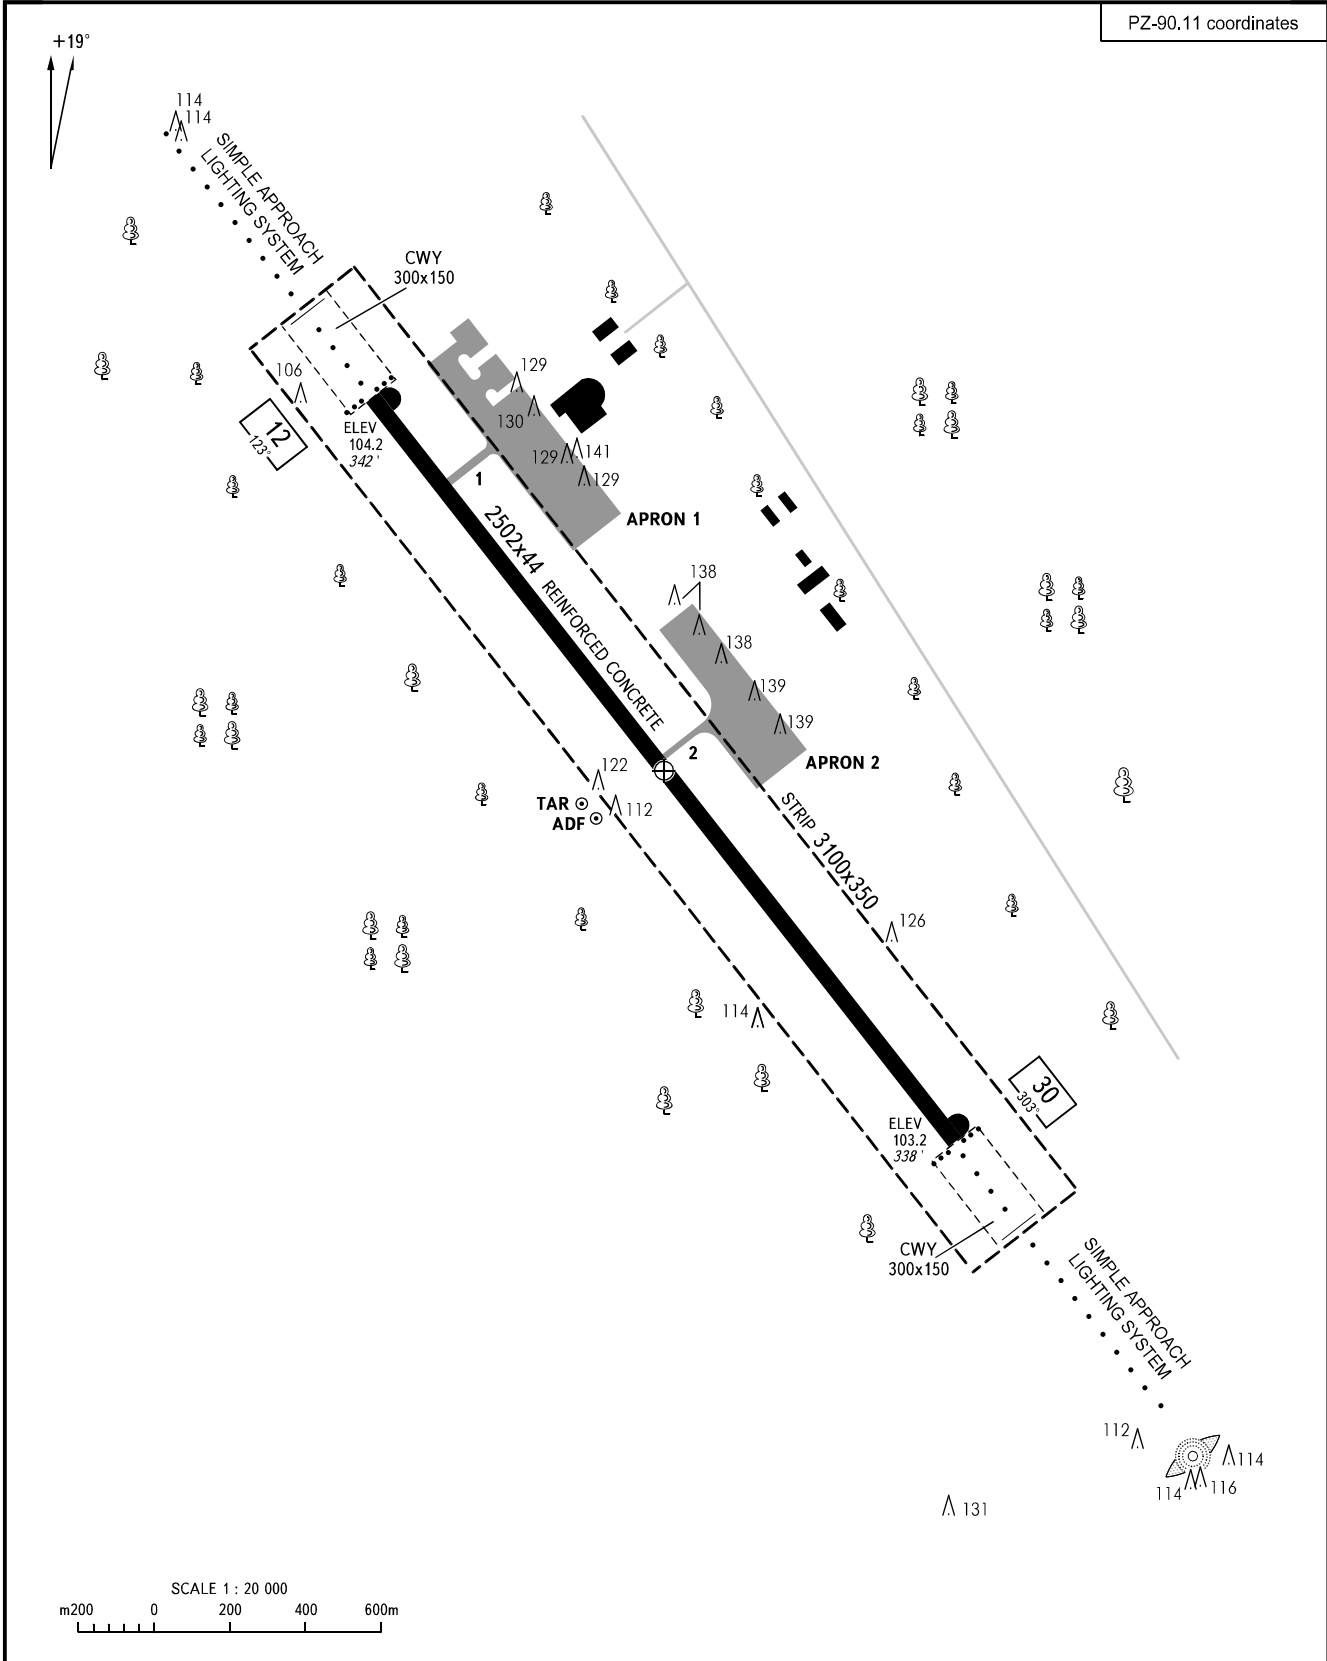 PZ-90.11 coordinates
+19°
114
114
SIMPLE APPROACH
LIGHTING SYSTEM
CWY
300x150
106
129
130
129
141
129
12
123°
ELEV
104.2
342'
1
APRON 1
2502x44 REINFORCED CONCRETE
138
138
139
139
2
APRON 2
122
TAR
112
ADF
STRIP 3100x350
126
114
30
303°
ELEV
103.2
338'
CWY
300x150
SIMPLE APPROACH
LIGHTING SYSTEM
112
114
114
116
131
SCALE 1 : 20 000
m200 0 200 400 600m